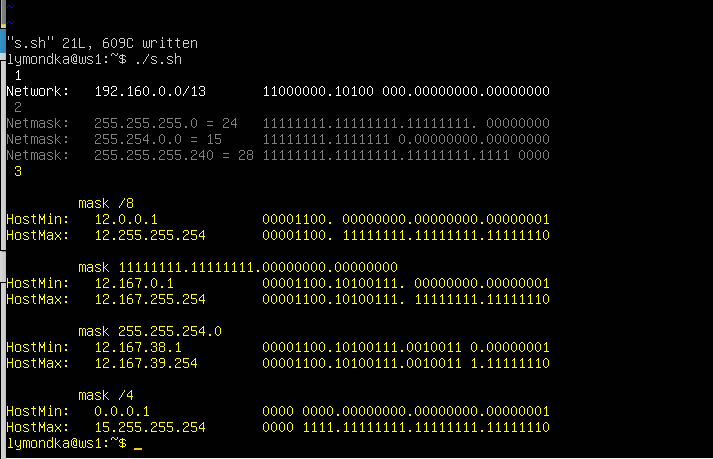 ~
~
"s.sh" 21L, 609C written
lymondka@ws1:~$ ./s.sh
 1
Network:   192.160.0.0/13       11000000.10100 000.00000000.00000000
 2
Netmask:   255.255.255.0 = 24   11111111.11111111.11111111. 00000000
Netmask:   255.254.0.0 = 15     11111111.1111111 0.00000000.00000000
Netmask:   255.255.255.240 = 28 11111111.11111111.11111111.1111 0000
 3
         mask /8
HostMin:   12.0.0.1             00001100. 00000000.00000000.00000001
HostMax:   12.255.255.254       00001100. 11111111.11111111.11111110
         mask 11111111.11111111.00000000.00000000
HostMin:   12.167.0.1           00001100.10100111. 00000000.00000001
HostMax:   12.167.255.254       00001100.10100111. 11111111.11111110
         mask 255.255.254.0
HostMin:   12.167.38.1          00001100.10100111.0010011 0.00000001
HostMax:   12.167.39.254        00001100.10100111.0010011 1.11111110
         mask /4
HostMin:   0.0.0.1              0000 0000.00000000.00000000.00000001
HostMax:   15.255.255.254       0000 1111.11111111.11111111.11111110
lymondka@ws1:~$ _